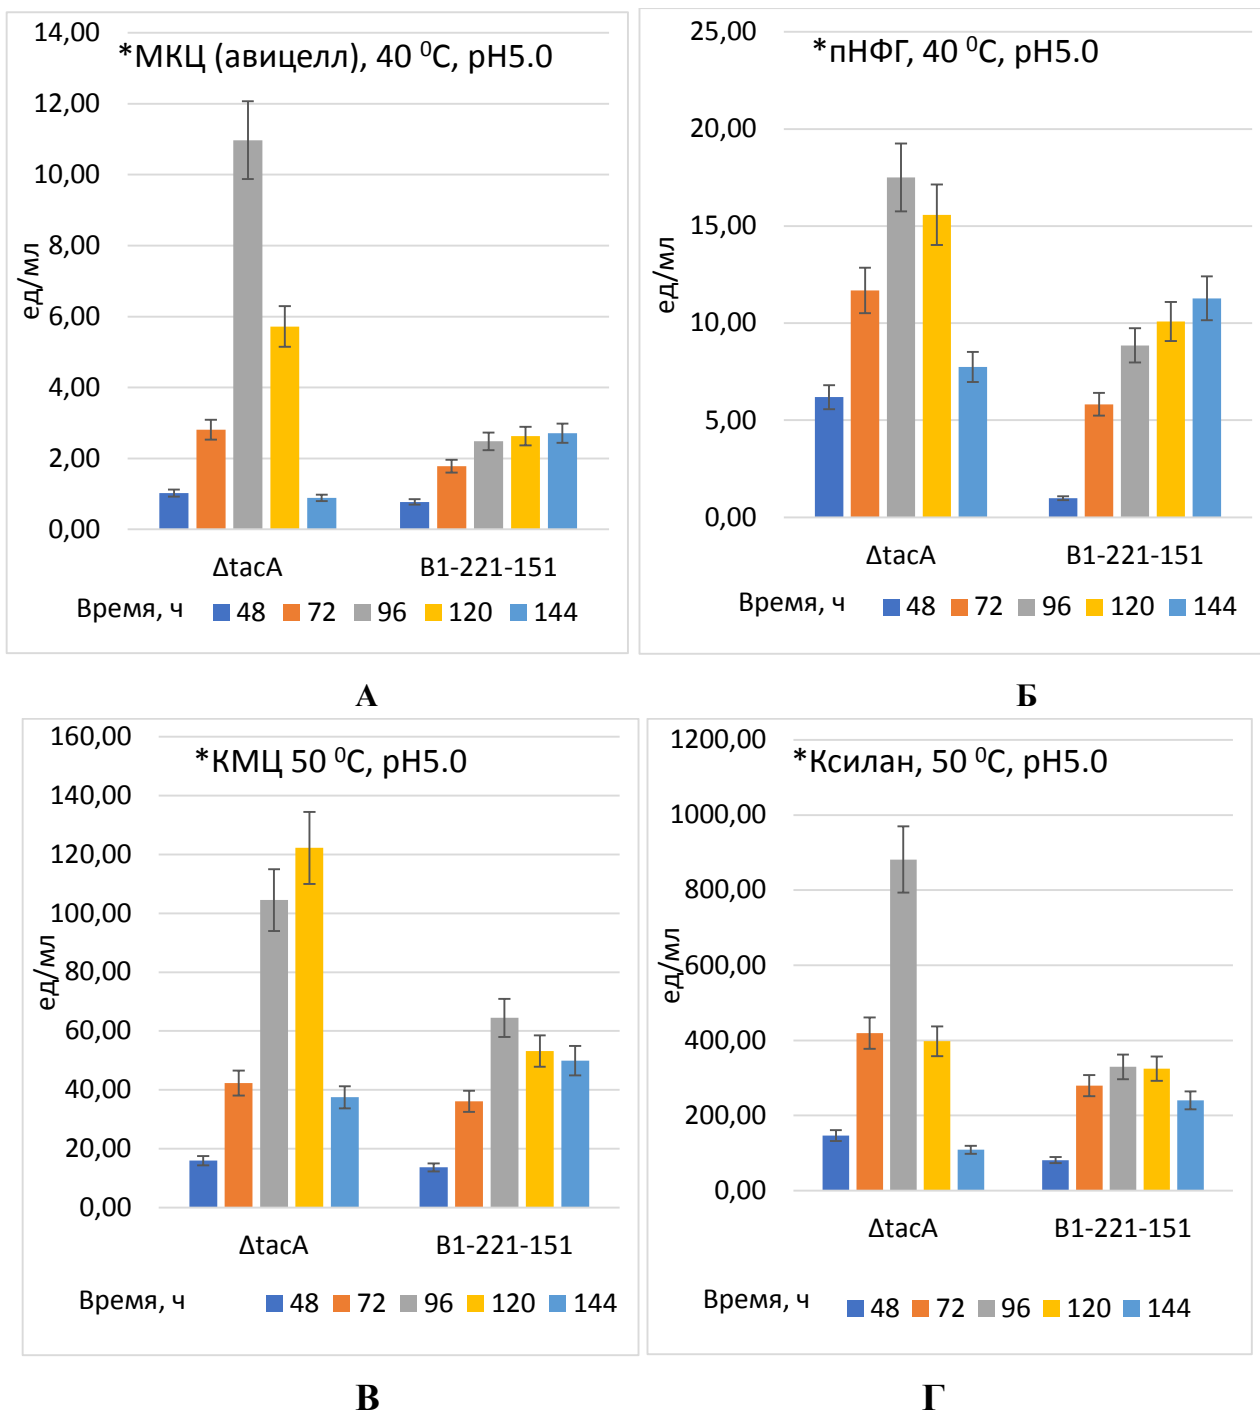 *МКЦ (авицелл), 40 ⁰C, pH5.0
14,00
12,00
10,00
8,00
6,00
4,00
2,00
0,00
ед/мл
ΔtacA
B1-221-151
Время, ч 48 72 96 120 144
А
*пНФГ, 40 ⁰C, pH5.0
25,00
20,00
15,00
10,00
5,00
0,00
ед/мл
ΔtacA
B1-221-151
Время, ч 48 72 96 120 144
Б
*КМЦ 50 ⁰C, pH5.0
160,00
140,00
120,00
100,00
80,00
60,00
40,00
20,00
0,00
ед/мл
ΔtacA
B1-221-151
Время, ч 48 72 96 120 144
В
*Ксилан, 50 ⁰C, pH5.0
1200,00
1000,00
800,00
600,00
400,00
200,00
0,00
ед/мл
ΔtacA
B1-221-151
Время, ч 48 72 96 120 144
Г